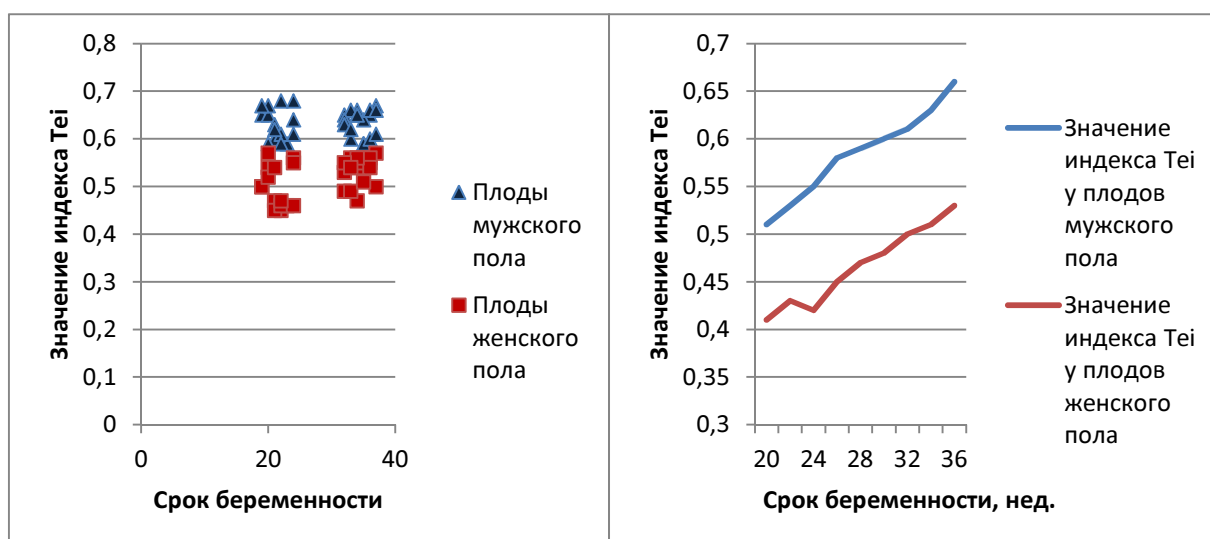 Значение индекса Tei
0,8
0,7
0,6
0,5
0,4
0,3
0,2
0,1
0
0
20
40
Срок беременности
Плоды
мужского
пола
Плоды
женского
пола
Значение индекса Tei
0,7
0,65
0,6
0,55
0,5
0,45
0,4
0,35
0,3
20
24
28
32
36
Срок беременности, нед.
Значение
индекса Tei
у плодов
мужского
пола
Значение
индекса Tei
у плодов
женского
пола